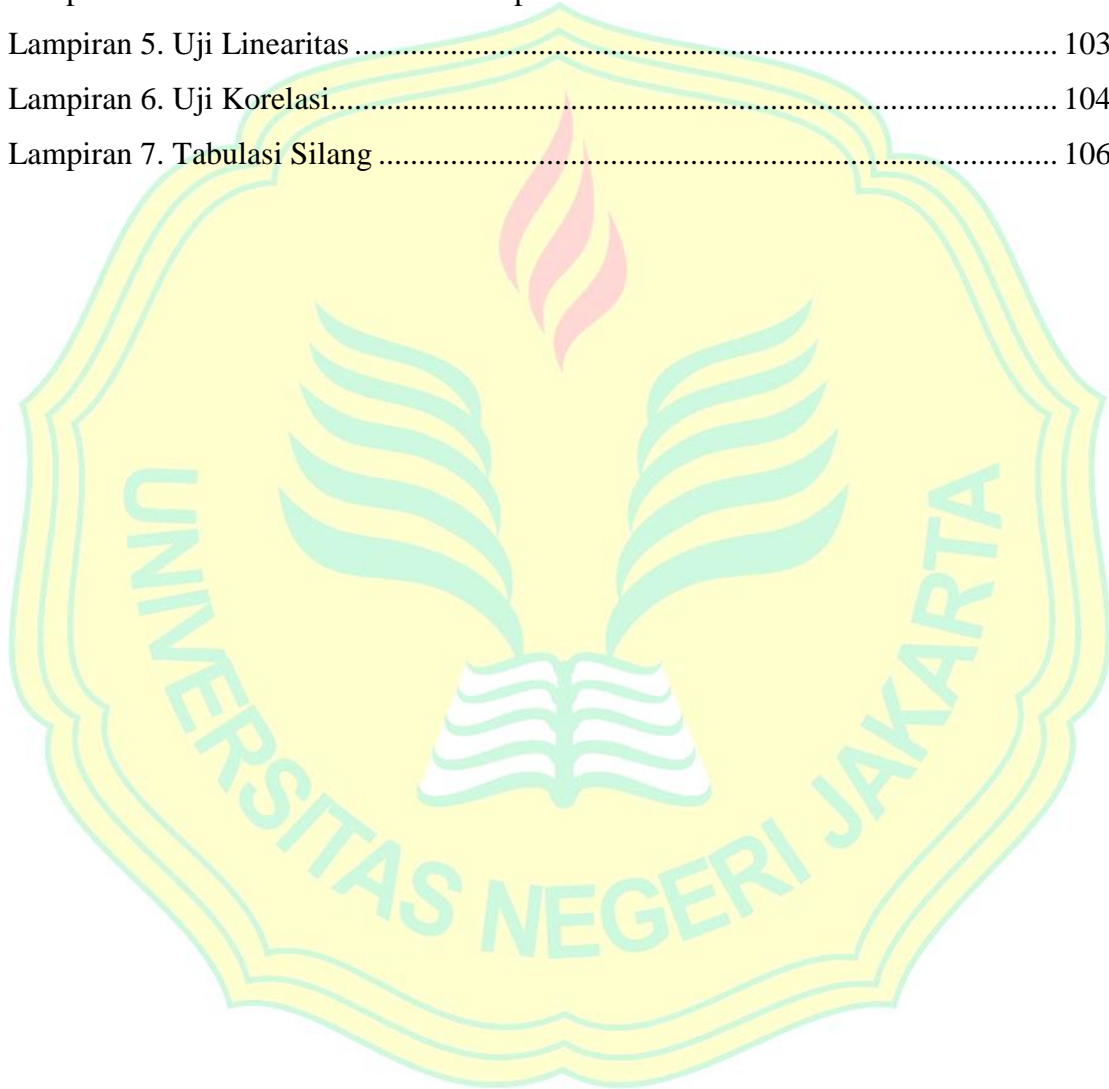 Lampiran 5. Uji Linearitas ........................................................................................... 103
Lampiran 6. Uji Korelasi.............................................................................................. 104
Lampiran 7. Tabulasi Silang ........................................................................................ 106
UNIVERSITAS NEGERI JAKARTA